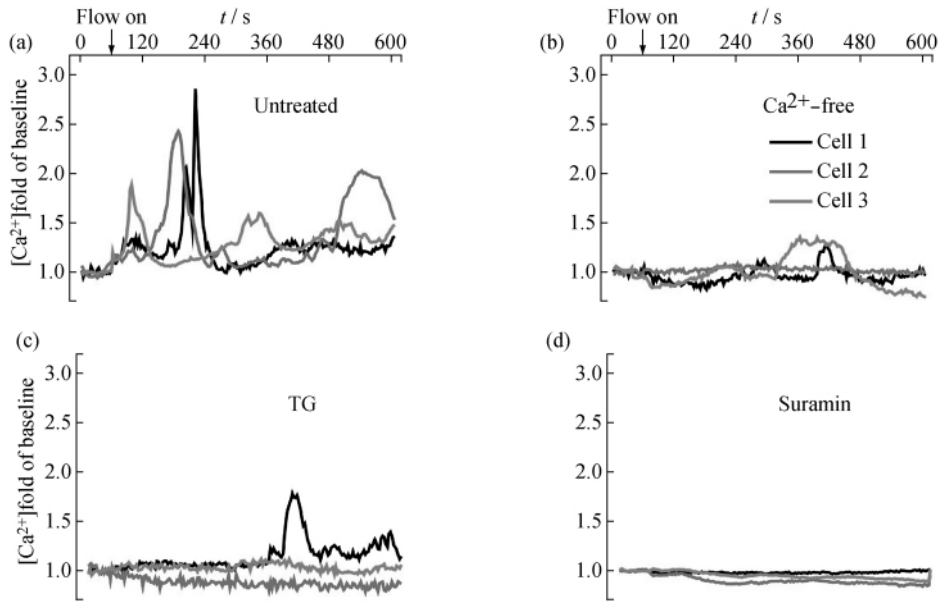 Flow on t / s
(a) 0 120 240 360 480 600
3.0
2.5
2.0
1.5
1.0
[Ca2+]fold of baseline
Untreated
Flow on t / s
(b) 0 120 240 360 480 600
3.0
2.5
2.0
1.5
1.0
Ca2+-free
Cell 1
Cell 2
Cell 3
(c)
3.0
2.5
2.0
1.5
1.0
[Ca2+]fold of baseline
TG
(d)
3.0
2.5
2.0
1.5
1.0
Suramin